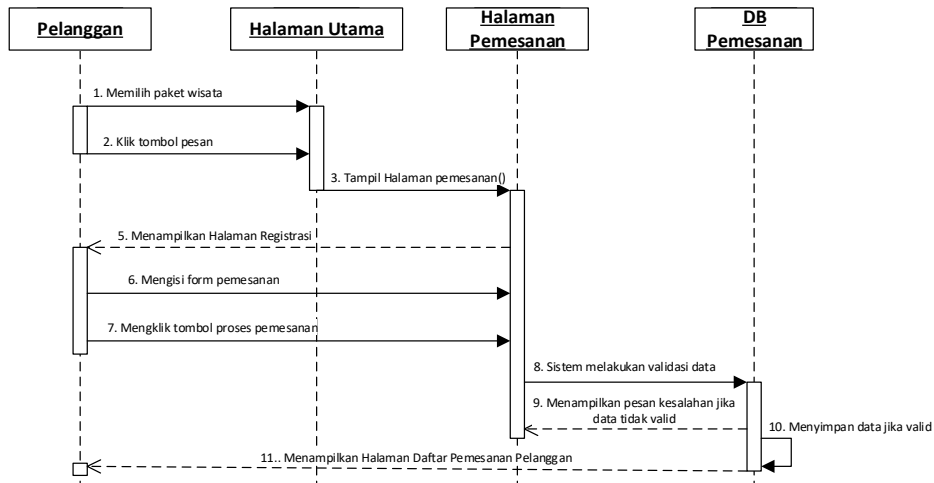 Pelanggan
Halaman Utama
Halaman
Pemesanan
DB
Pemesanan
1. Memilih paket wisata
2. Klik tombol pesan
3. Tampil Halaman pemesanan()
5. Menampilkan Halaman Registrasi
6. Mengisi form pemesanan
7. Mengklik tombol proses pemesanan
8. Sistem melakukan validasi data
9. Menampilkan pesan kesalahan jika
data tidak valid
10. Menyimpan data jika valid
11.. Menampilkan Halaman Daftar Pemesanan Pelanggan